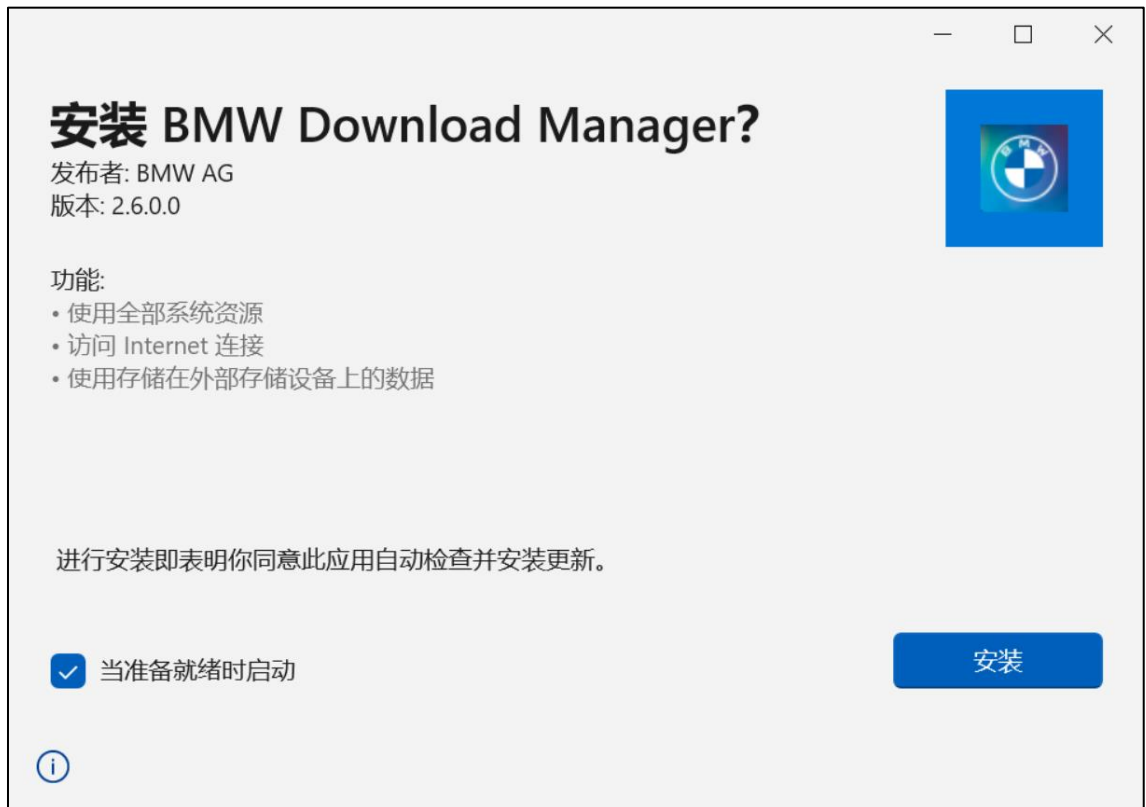 安装 BMW Download Manager?
发布者: BMW AG
版本: 2.6.0.0
BMW
功能:
• 使用全部系统资源
• 访问 Internet 连接
• 使用存储在外部存储设备上的数据
进行安装即表明你同意此应用自动检查并安装更新。
当准备就绪时启动
安装